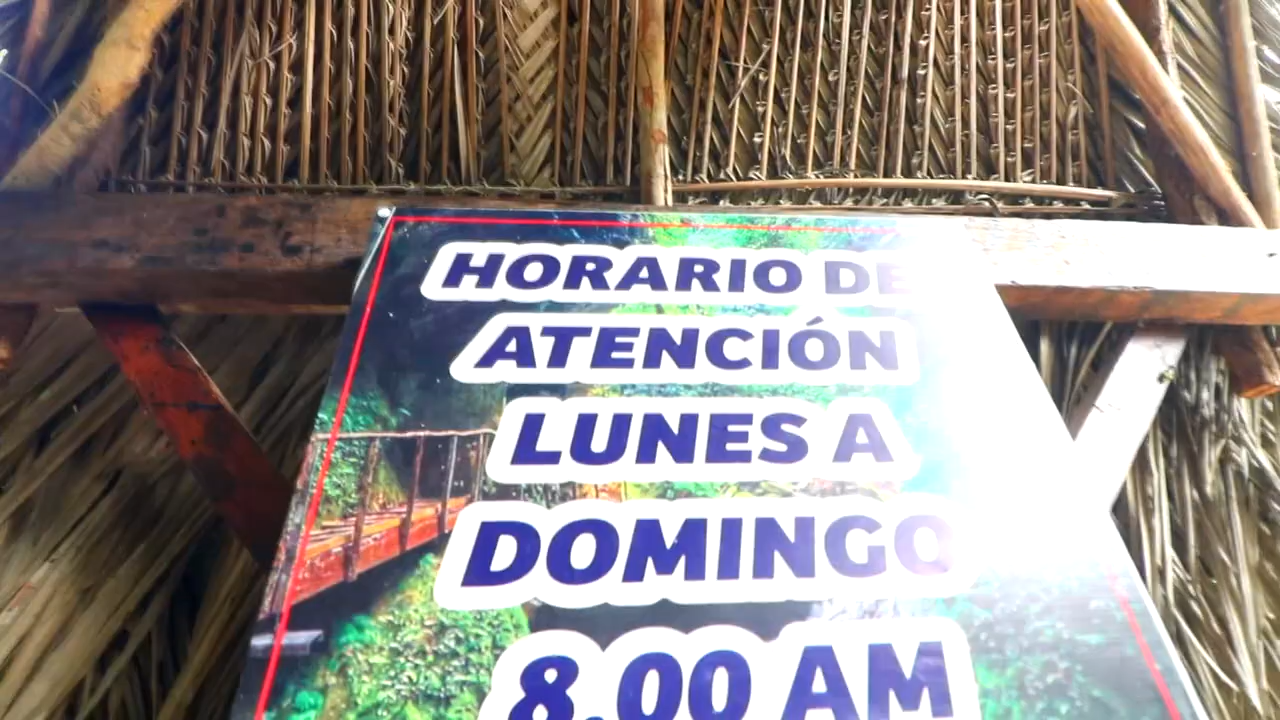 HORARIO DE
ATENCIÓN
LUNES A
DOMINGO
8.00 AM